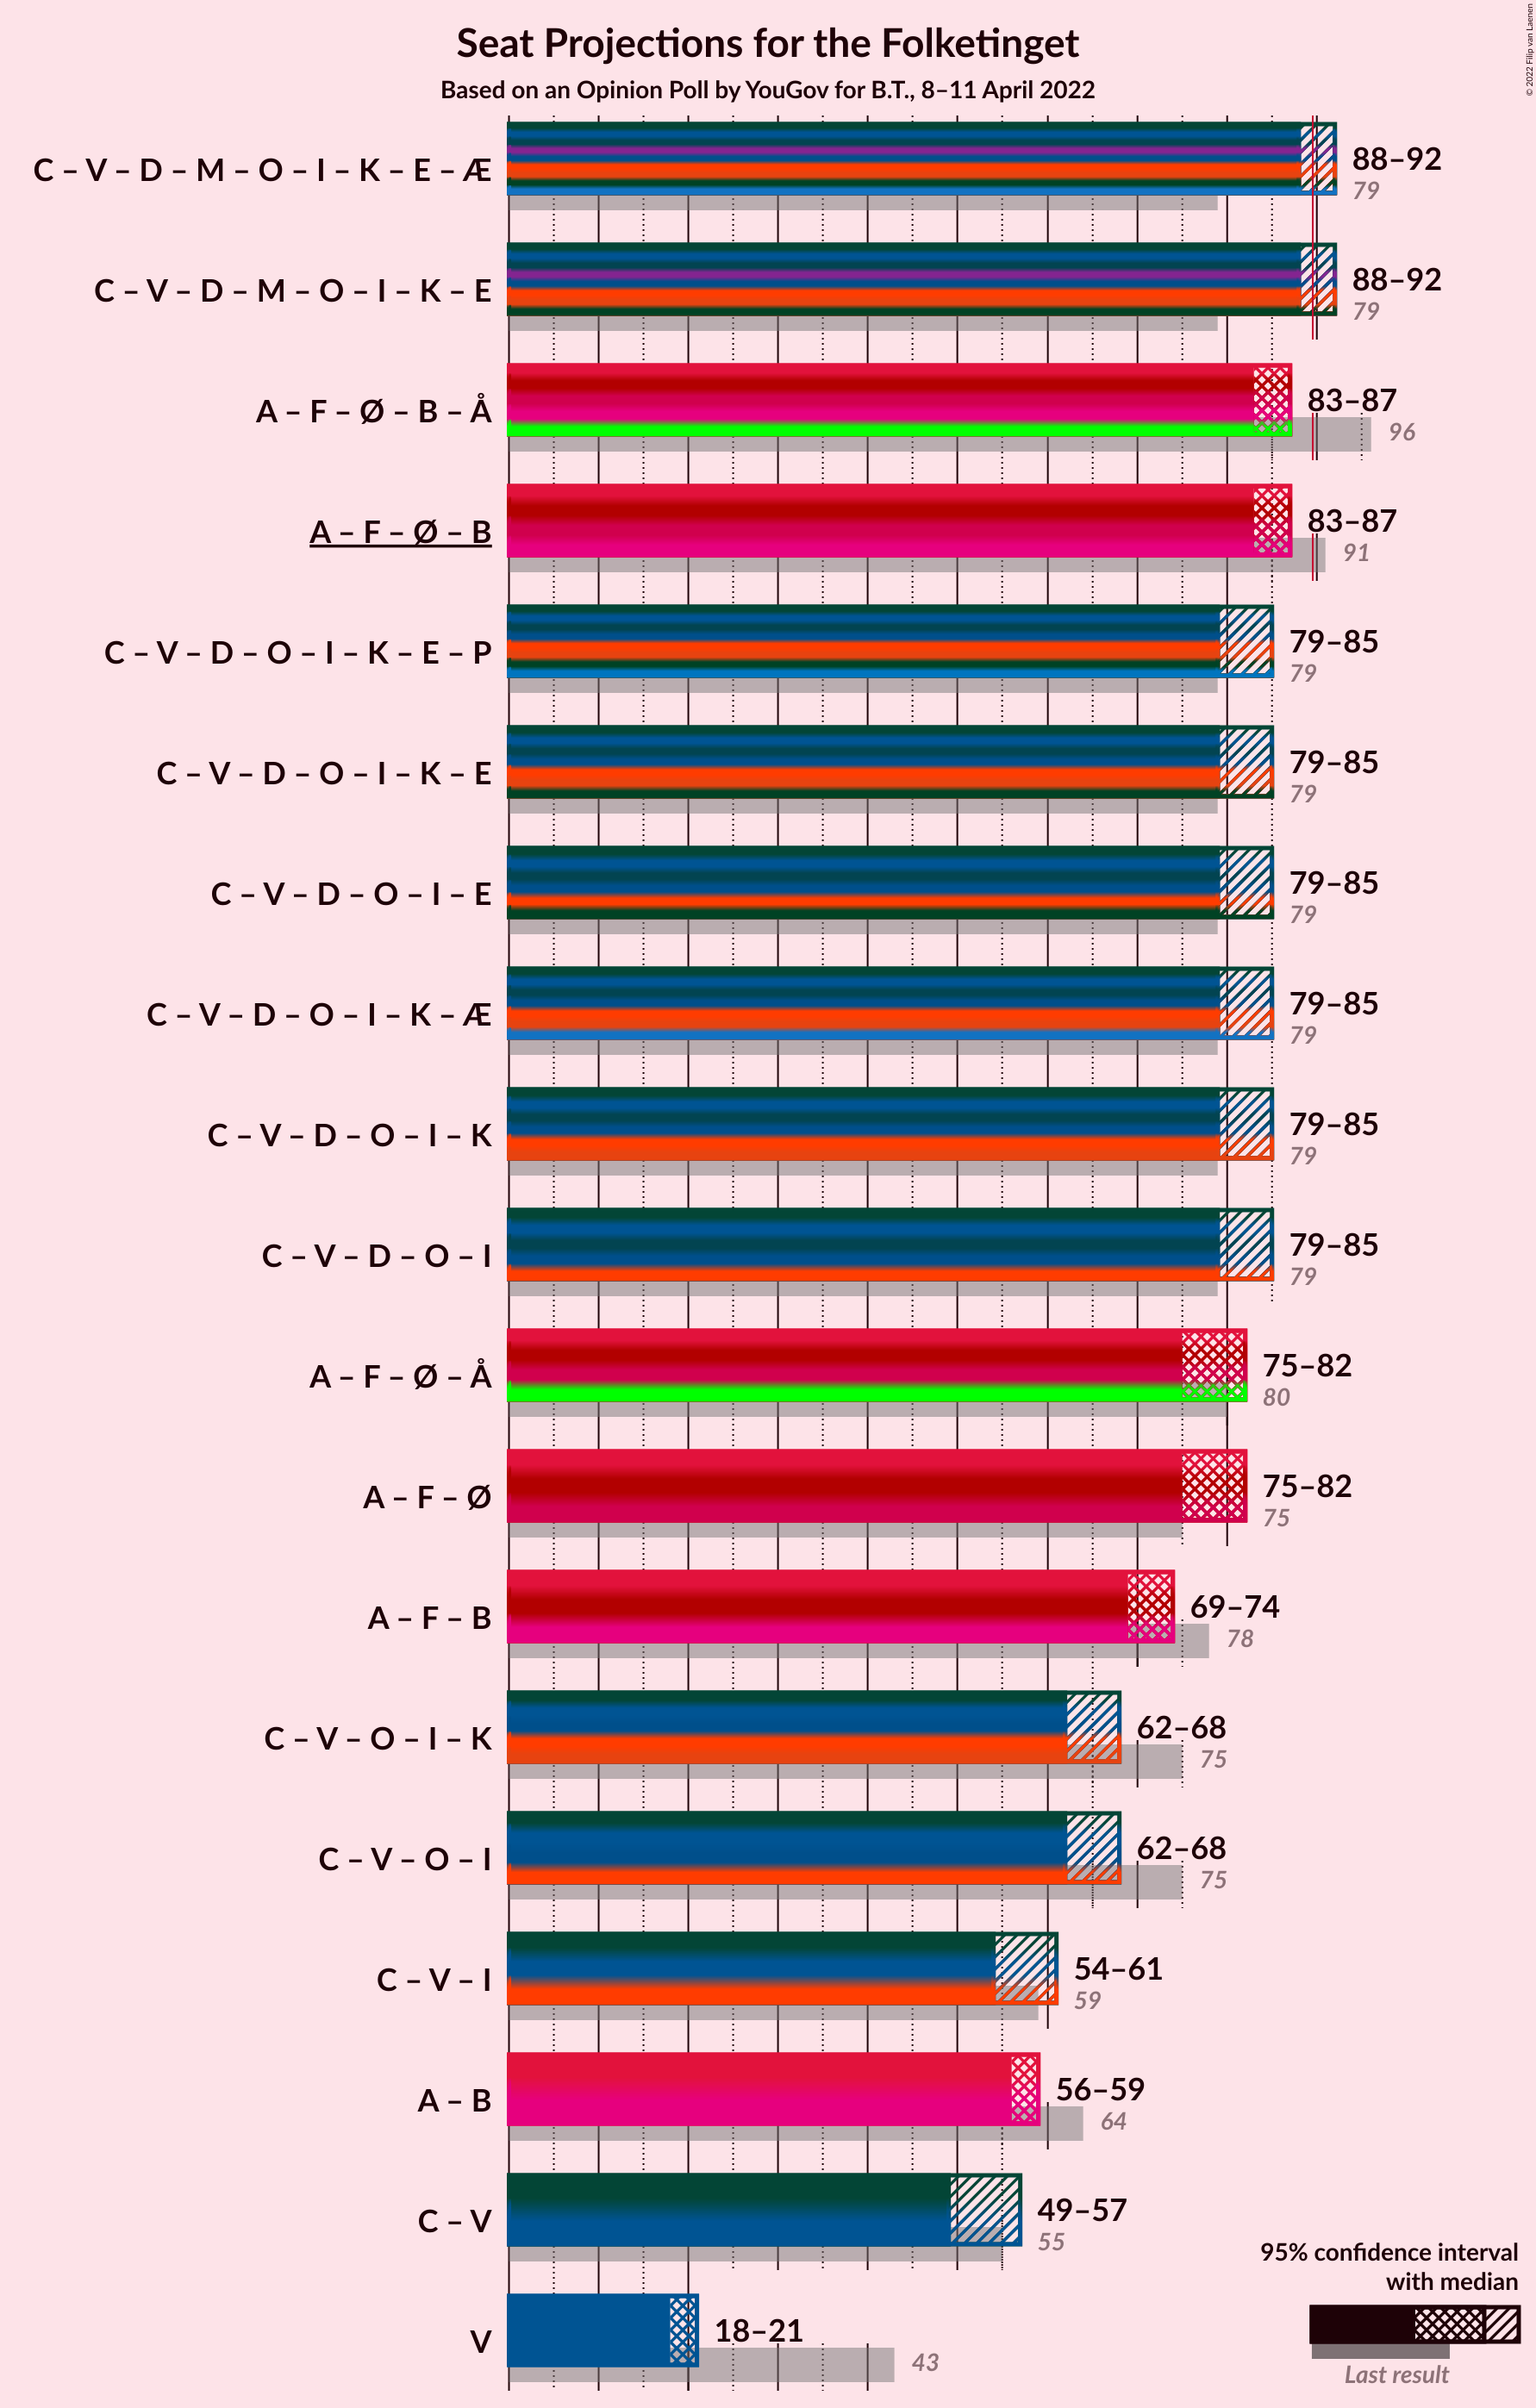 Seat Projections for the Folketinget
Based on an Opinion Poll by YouGov for B.T., 8–11 April 2022
© 2022 Filip van Laenen
C – V – D – M – O – I – K – E – Æ
88–92
79
C – V – D – M – O – I – K – E
88–92
79
A – F – Ø – B – Å
83–87
96
A – F – Ø – B
83–87
91
C – V – D – O – I – K – E – P
79–85
79
C – V – D – O – I – K – E
79–85
79
C – V – D – O – I – E
79–85
79
C – V – D – O – I – K – Æ
79–85
79
C – V – D – O – I – K
79–85
79
C – V – D – O – I
79–85
79
A – F – Ø – Å
75–82
80
A – F – Ø
75–82
75
A – F – B
69–74
78
C – V – O – I – K
62–68
75
C – V – O – I
62–68
75
C – V – I
54–61
59
A – B
56–59
64
C – V
49–57
55
V
18–21
43
95% confidence interval
with median
Last result